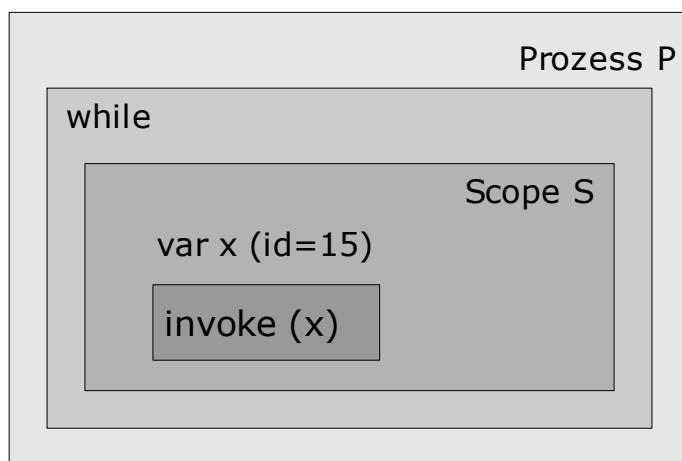 Prozess P
while
Scope S
var x (id=15)
invoke (x)